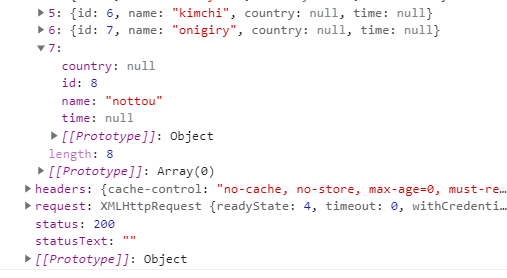 5: {id: 6, name: "kimchi", country: null, time: null}
6: {id: 7, name: "onigiry", country: null, time: null}
7:
country: null
id: 8
name: "nottou"
time: null
[[Prototype]]: Object
length: 8
[[Prototype]]: Array(0)
headers: {cache-control: "no-cache, no-store, max-age=0, must-re…
request: XMLHttpRequest {readyState: 4, timeout: 0, withCredenti…
status: 200
statusText: ""
[[Prototype]]: Object